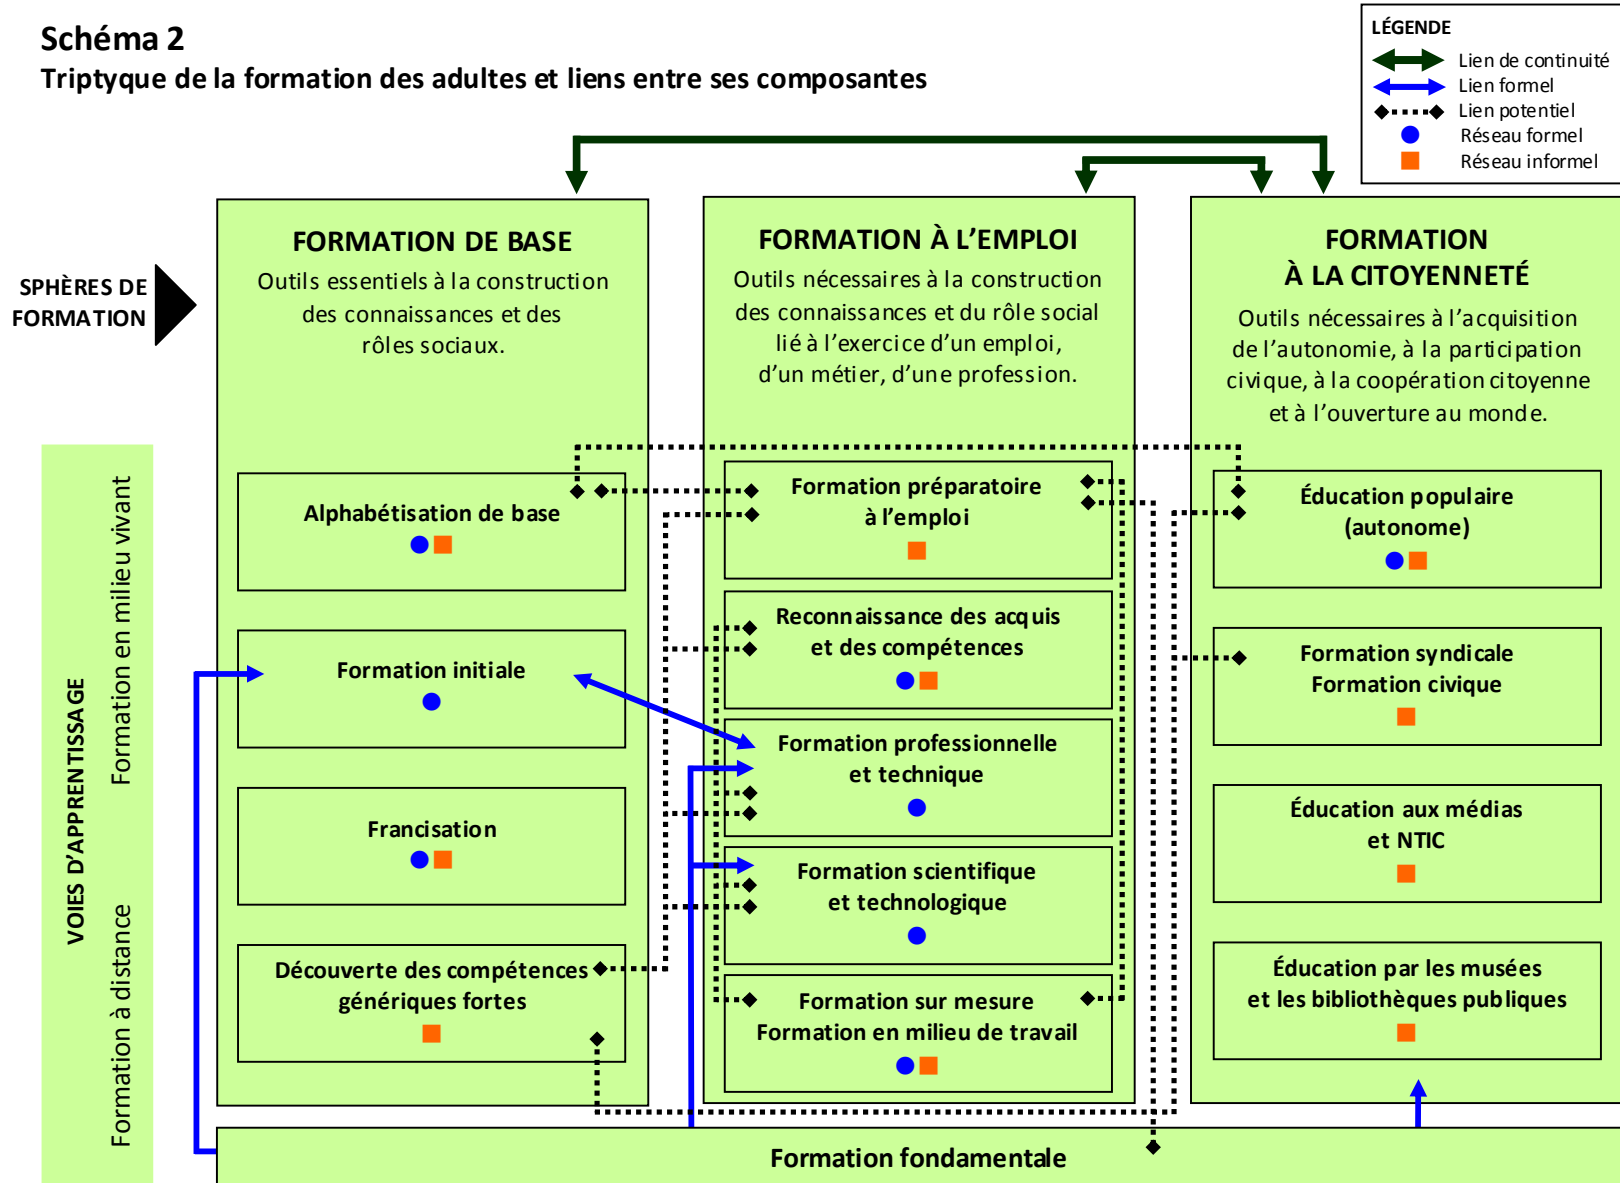 Schéma 2
Triptyque de la formation des adultes et liens entre ses composantes
LÉGENDE
Lien de continuité
Lien formel
Lien potentiel
Réseau formel
Réseau informel
SPHÈRES DE
FORMATION
FORMATION DE BASE
Outils essentiels à la construction
des connaissances et des
rôles sociaux.
Alphabétisation de base
Formation initiale
Francisation
Découverte des compétences
génériques fortes
FORMATION À L'EMPLOI
Outils nécessaires à la construction
des connaissances et du rôle social
lié à l'exercice d'un emploi,
d'un métier, d'une profession.
Formation préparatoire
à l'emploi
Reconnaissance des acquis
et des compétences
Formation professionnelle
et technique
Formation scientifique
et technologique
Formation sur mesure
Formation en milieu de travail
FORMATION
À LA CITOYENNETÉ
Outils nécessaires à l'acquisition
de l'autonomie, à la participation
civique, à la coopération citoyenne
et à l'ouverture au monde.
Éducation populaire
(autonome)
Formation syndicale
Formation civique
Éducation aux médias
et NTIC
Éducation par les musées
et les bibliothèques publiques
VOIES D'APPRENTISSAGE
Formation en milieu vivant
Formation à distance
Formation fondamentale